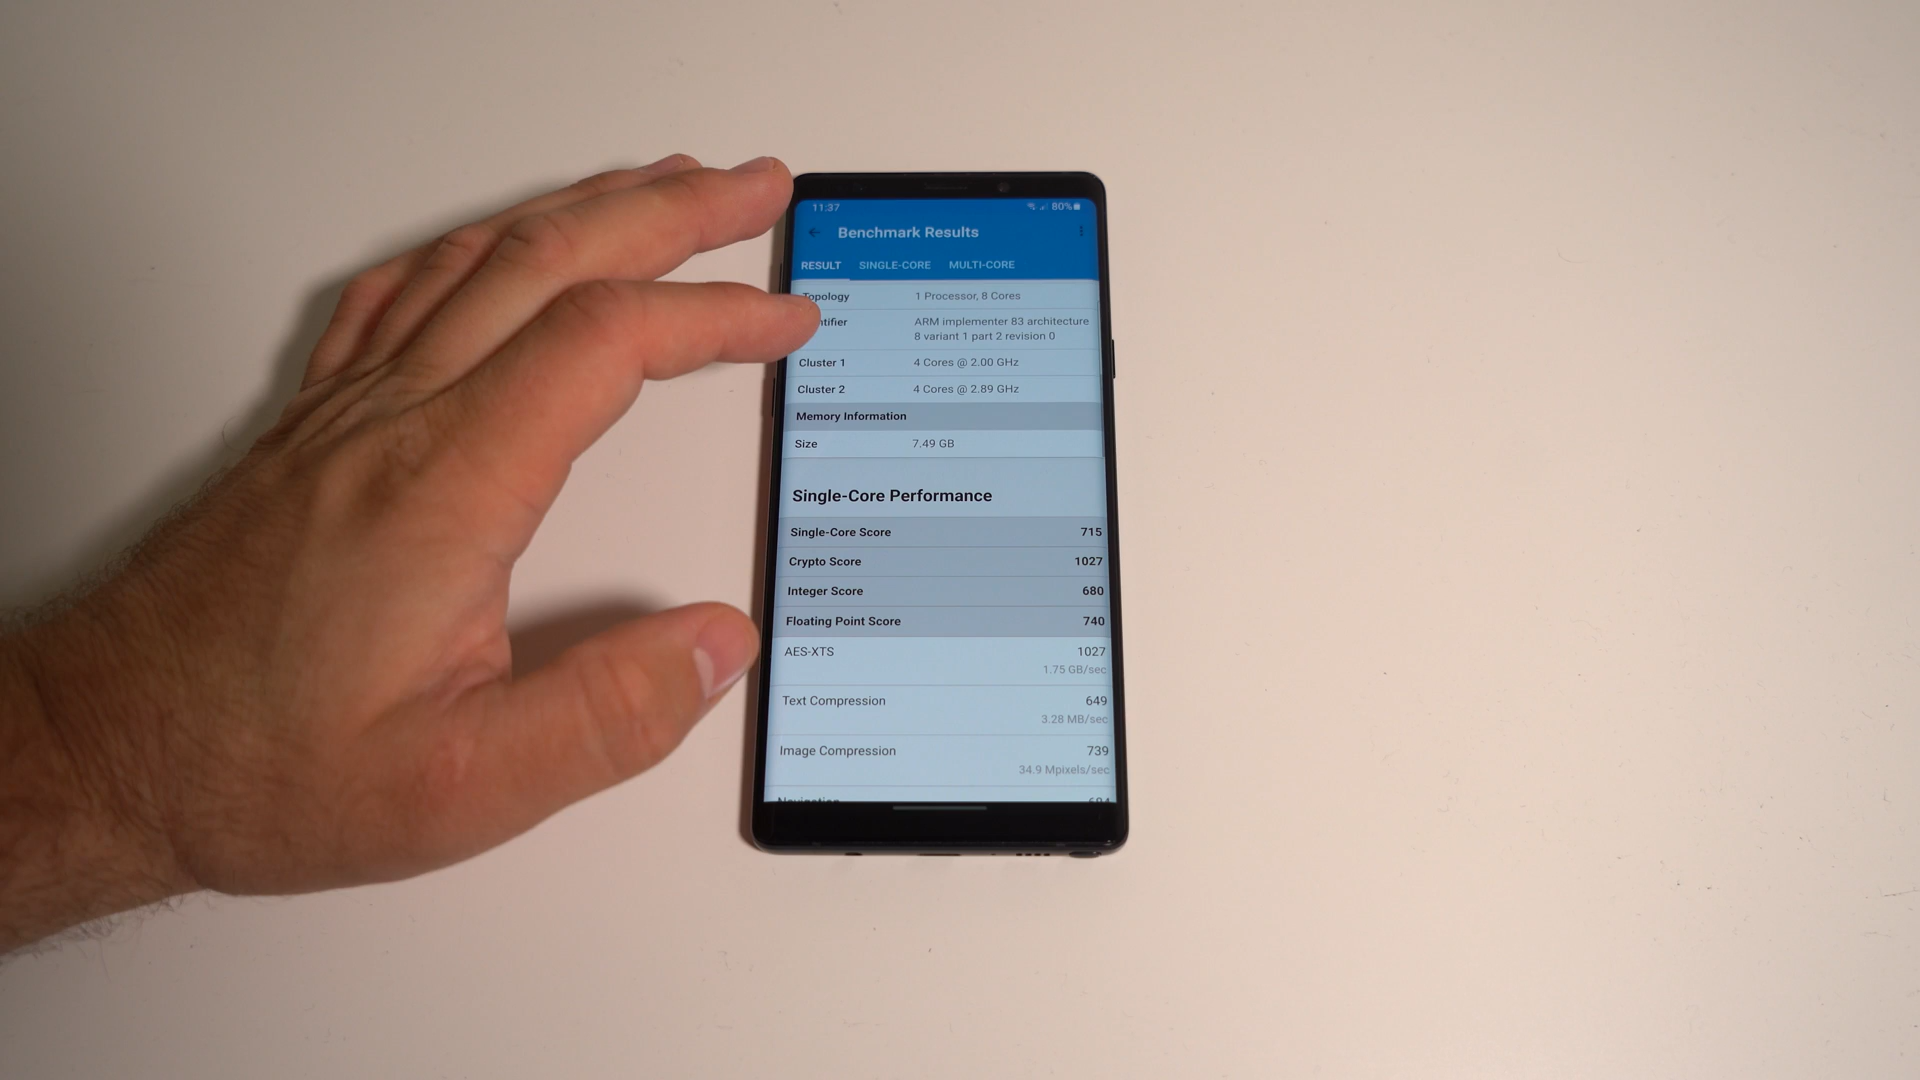 11:37 80%
Benchmark Results
RESULT SINGLE-CORE MULTI-CORE
Topology 1 Processor, 8 Cores
ntifier ARM implementer 83 architecture
8 variant 1 part 2 revision 0
Cluster 1 4 Cores @ 2.00 GHz
Cluster 2 4 Cores @ 2.89 GHz
Memory Information
Size 7.49 GB
Single-Core Performance
Single-Core Score 715
Crypto Score 1027
Integer Score 680
Floating Point Score 740
AES-XTS 1027
1.75 GB/sec
Text Compression 649
3.28 MB/sec
Image Compression 739
34.9 Mpixels/sec
Navigation